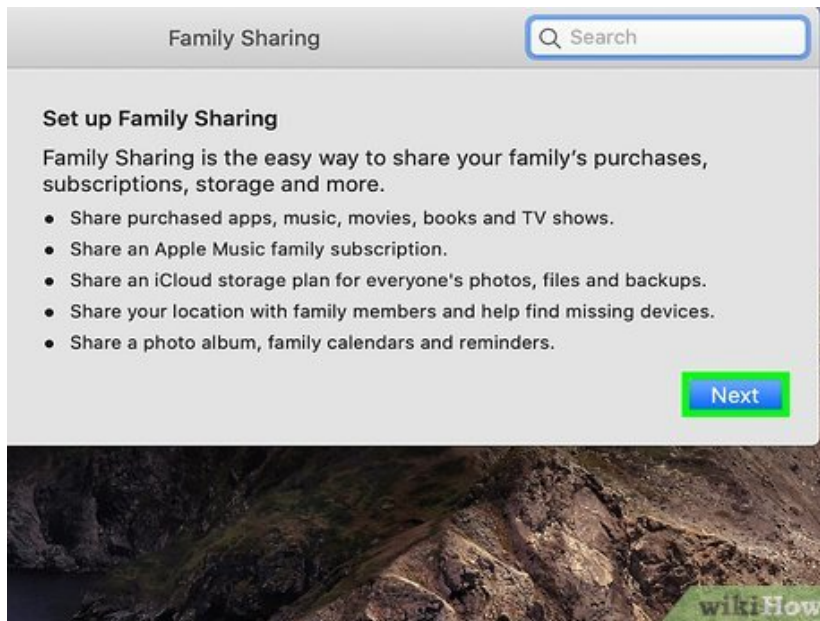 Family Sharing
Search
Set up Family Sharing
Family Sharing is the easy way to share your family's purchases,
subscriptions, storage and more.
• Share purchased apps, music, movies, books and TV shows.
• Share an Apple Music family subscription.
• Share an iCloud storage plan for everyone's photos, files and backups.
• Share your location with family members and help find missing devices.
• Share a photo album, family calendars and reminders.
Next
wikiHow